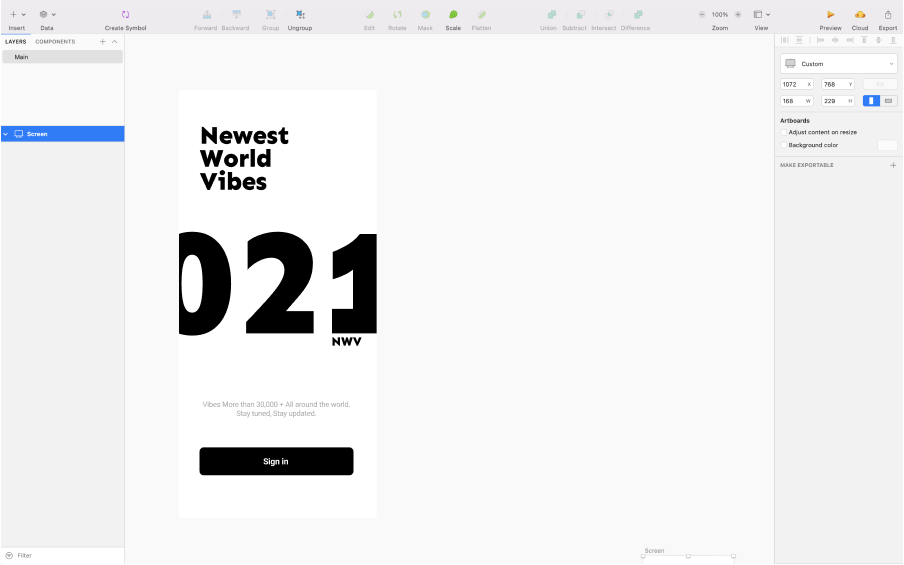 Insert Data Create Symbol Forward Backward Group Ungroup Edit Rotate Mask Scale Flatten Union Subtract Intersect Difference 100% Zoom View Preview Cloud Export
LAYERS COMPONENTS
Main
Screen
Filter
Newest
World
Vibes
021
NWV
Vibes More than 30,000 + All around the world.
Stay tuned, Stay updated.
Sign in
Screen
Custom
1072 X 768 Y Fit
168 W 229 H
Artboards
Adjust content on resize
Background color
MAKE EXPORTABLE